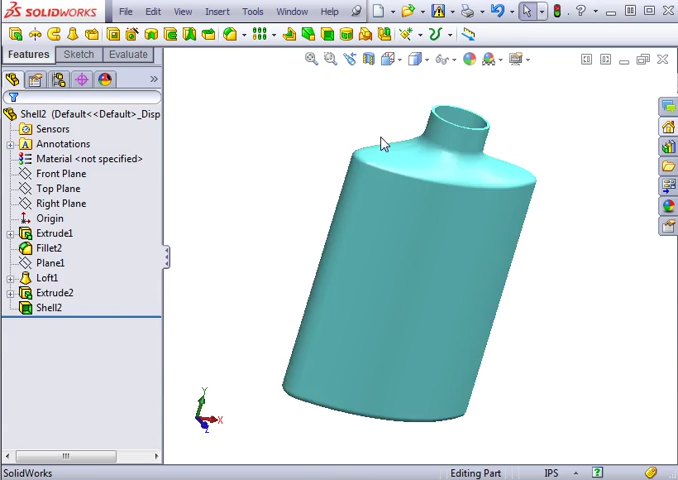 SOLIDWORKS File Edit View Insert Tools Window Help
Features Sketch Evaluate
Shell2 (Default<<Default>_Disp
Sensors
Annotations
Material <not specified>
Front Plane
Top Plane
Right Plane
Origin
Extrude1
Fillet2
Plane1
Loft1
Extrude2
Shell2
Y
X
Z
SolidWorks Editing Part IPS